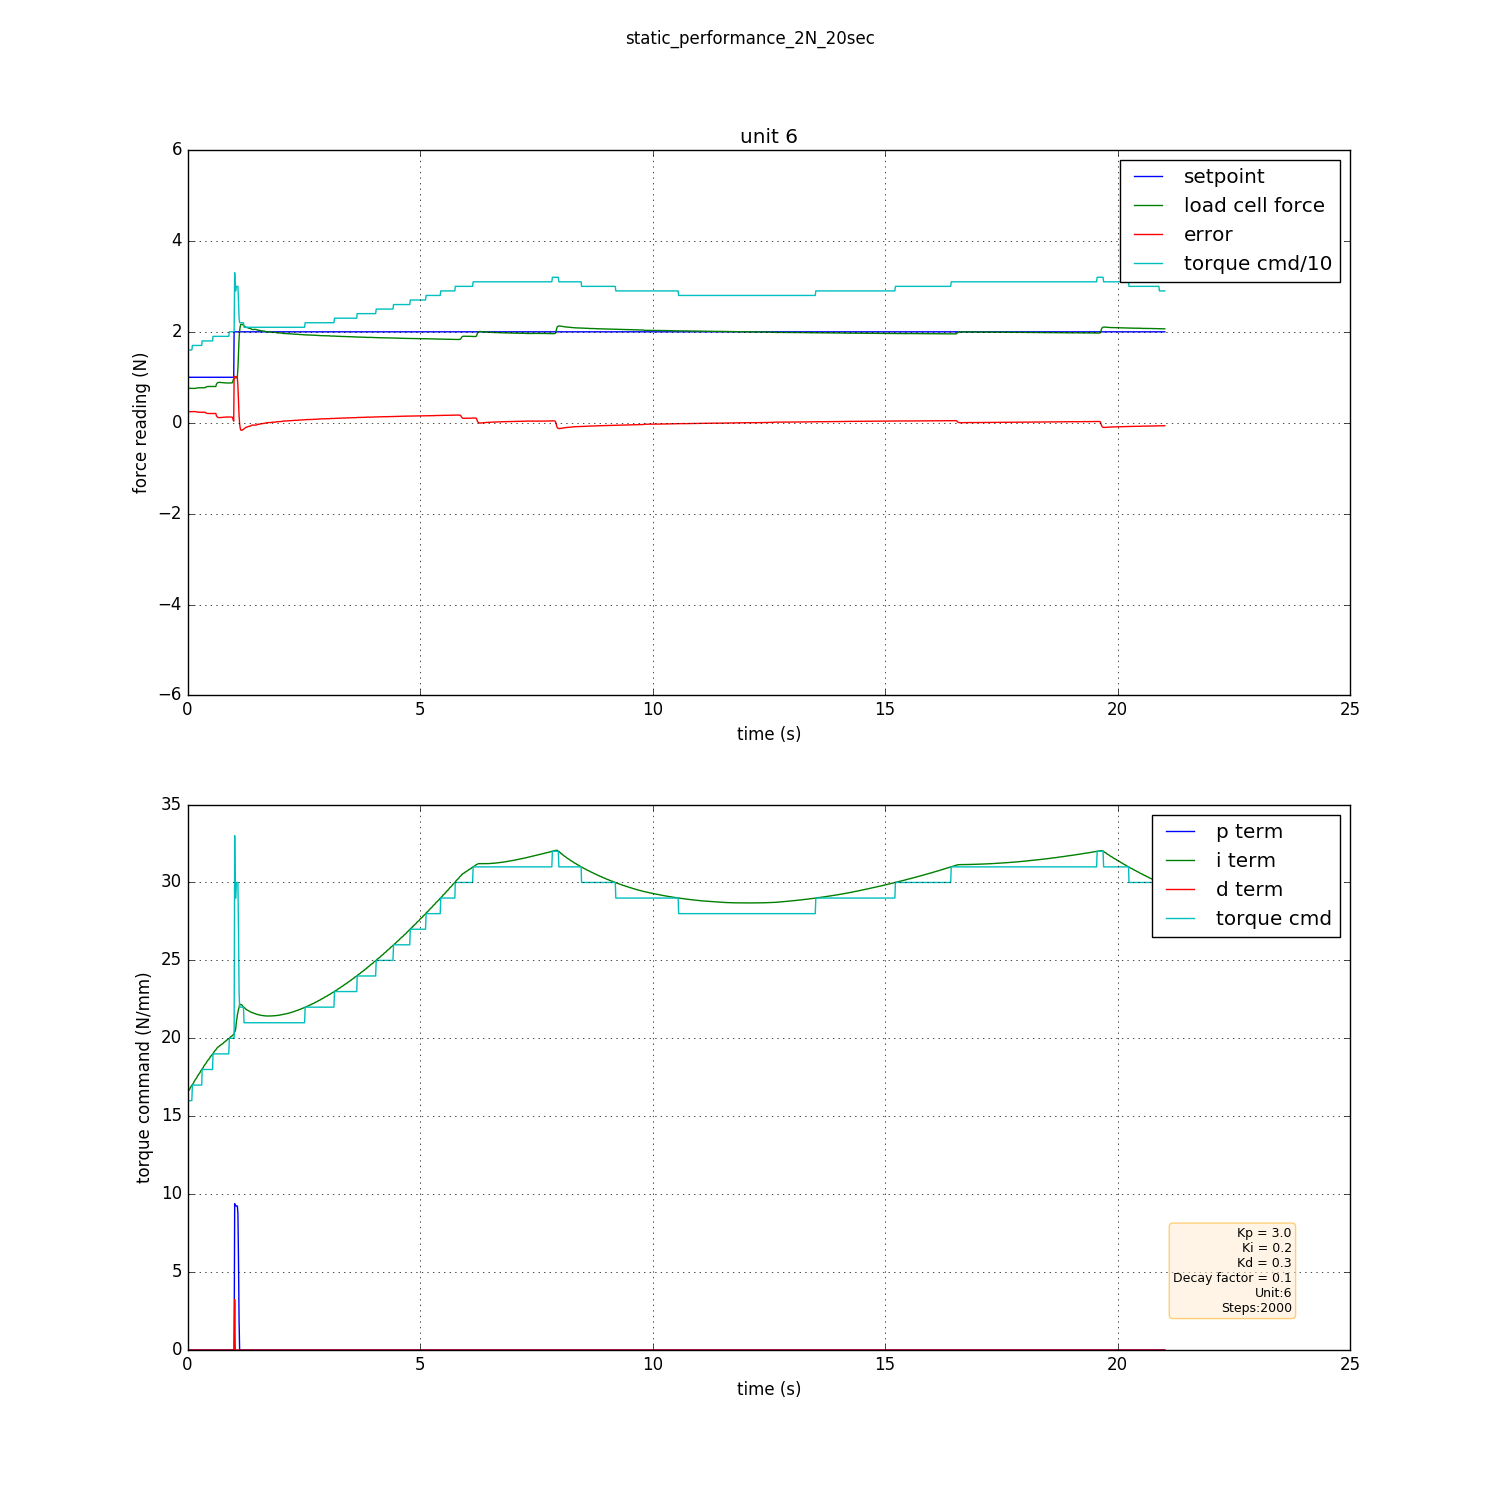 static_performance_2N_20sec
unit 6
6
4
2
0
−2
−4
−6
force reading (N)
setpoint
load cell force
error
torque cmd/10
0 5 10 15 20 25
time (s)
35
30
25
20
15
10
5
0
torque command (N/mm)
p term
i term
d term
torque cmd
Kp = 3.0
Ki = 0.2
Kd = 0.3
Decay factor = 0.1
Unit:6
Steps:2000
0 5 10 15 20 25
time (s)